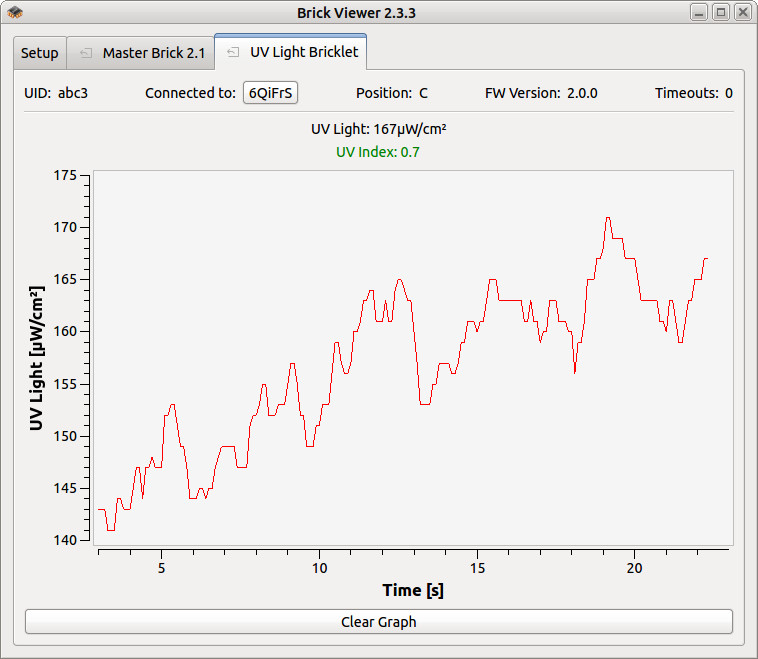 Brick Viewer 2.3.3
Setup Master Brick 2.1 UV Light Bricklet
UID: abc3 Connected to: 6QiFrS Position: C FW Version: 2.0.0 Timeouts: 0
UV Light: 167µW/cm²
UV Index: 0.7
175
170
165
160
155
150
145
140
UV Light [µW/cm²]
5 10 15 20
Time [s]
Clear Graph